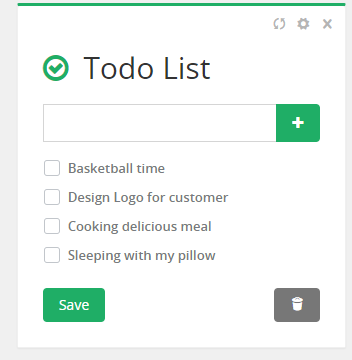 Todo List
Basketball time
Design Logo for customer
Cooking delicious meal
Sleeping with my pillow
Save